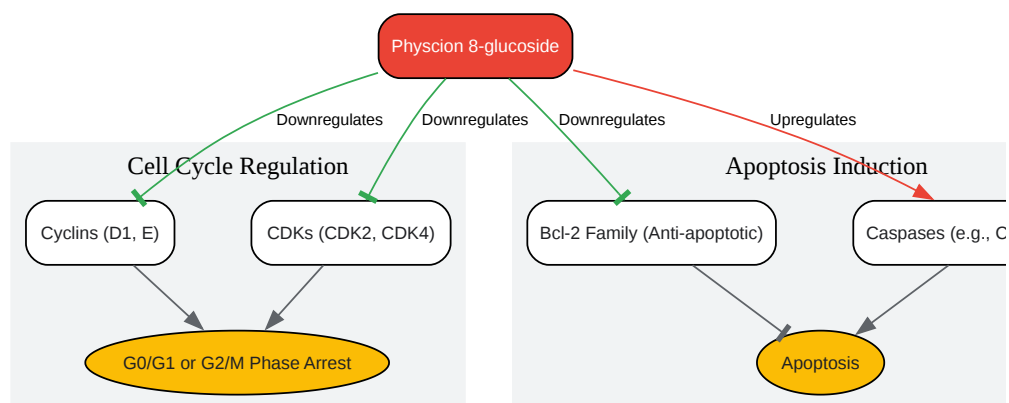 Physcion 8-glucoside
Downregulates
Downregulates
Downregulates
Upregulates
Cell Cycle Regulation
Apoptosis Induction
Cyclins (D1, E)
CDKs (CDK2, CDK4)
Bcl-2 Family (Anti-apoptotic)
Caspases (e.g.,
G0/G1 or G2/M Phase Arrest
Apoptosis